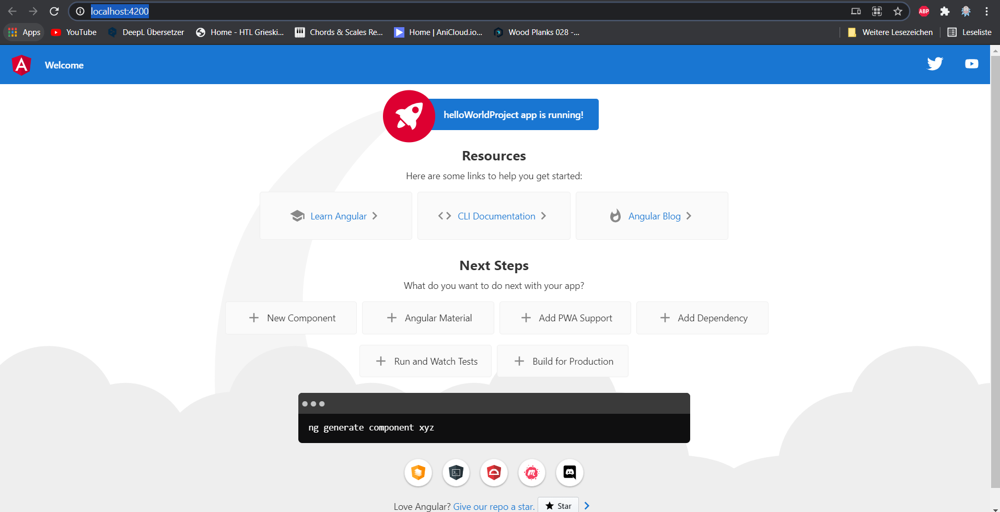 localhost:4200
ABP
Apps YouTube DeepL Übersetzer Home - HTL Grieski... Chords & Scales Re... Home | AniCloud.io... Wood Planks 028 -... Weitere Lesezeichen Leseliste
Welcome
helloWorldProject app is running!
Resources
Here are some links to help you get started:
Learn Angular CLI Documentation Angular Blog
Next Steps
What do you want to do next with your app?
New Component Angular Material Add PWA Support Add Dependency
Run and Watch Tests Build for Production
ng generate component xyz
Love Angular? Give our repo a star. Star